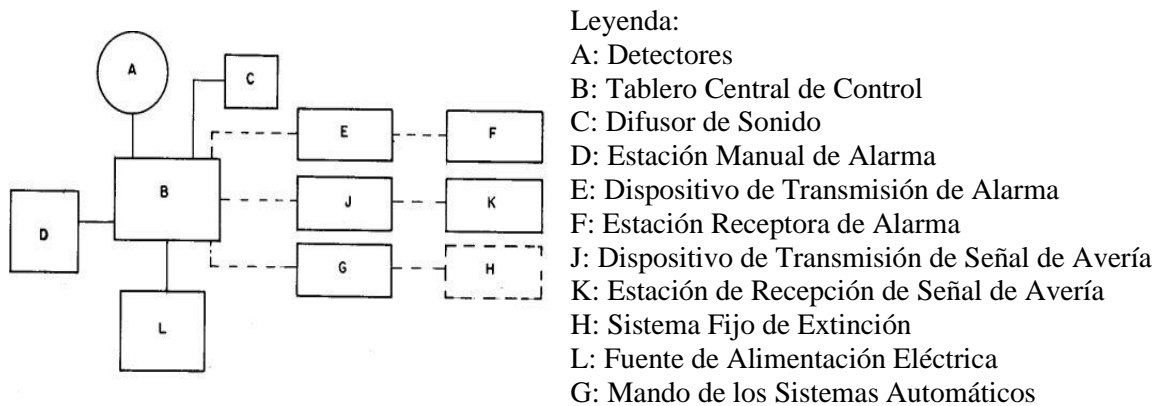 A
C
E
F
B
J
K
D
G
H
L
Leyenda:
A: Detectores
B: Tablero Central de Control
C: Difusor de Sonido
D: Estación Manual de Alarma
E: Dispositivo de Transmisión de Alarma
F: Estación Receptora de Alarma
J: Dispositivo de Transmisión de Señal de Avería
K: Estación de Recepción de Señal de Avería
H: Sistema Fijo de Extinción
L: Fuente de Alimentación Eléctrica
G: Mando de los Sistemas Automáticos